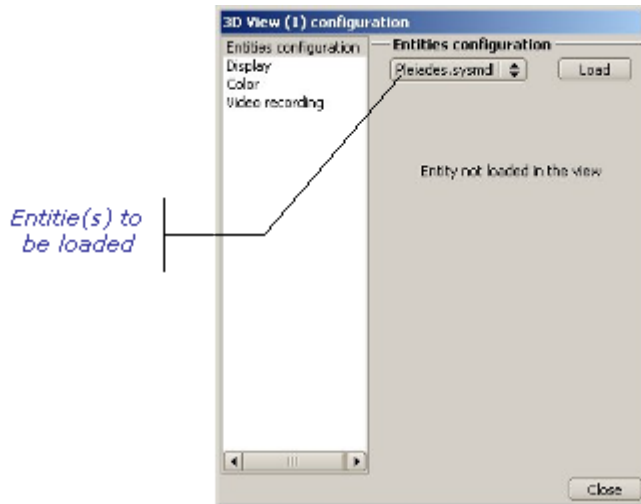 3D View (1) configuration
Entities configuration
Display
Color
Video recording
Entities configuration
Pleiades.sysmd
Load
Entity not loaded in the view
Entitie(s) to
be loaded
Close